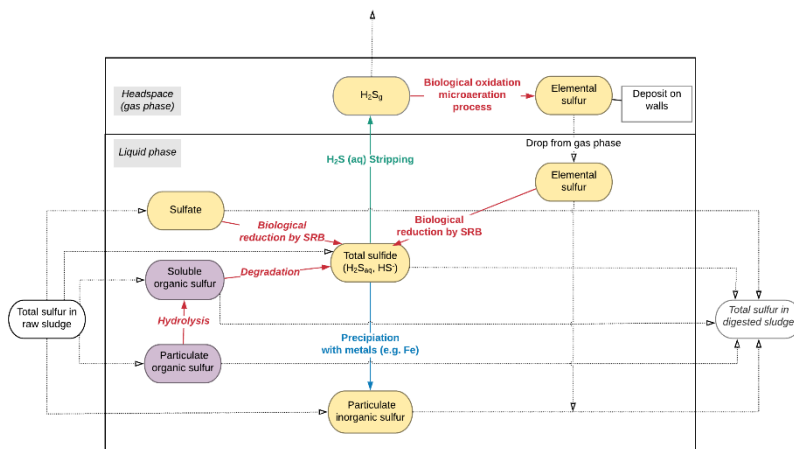 Headspace
(gas phase)
H₂Sg
Biological oxidation
microaeration
process
Elemental
sulfur
Deposit on
walls
Liquid phase
Drop from gas phase
H₂S (aq) Stripping
Elemental
sulfur
Sulfate
Biological
reduction by SRB
Biological
reduction by SRB
Total sulfide
(H₂Saq, HS-)
Soluble
organic sulfur
Degradation
Total sulfur in
raw sludge
Hydrolysis
Total sulfur in
digested sludge
Precipiation
with metals (e.g. Fe)
Particulate
organic sulfur
Particulate
inorganic sulfur